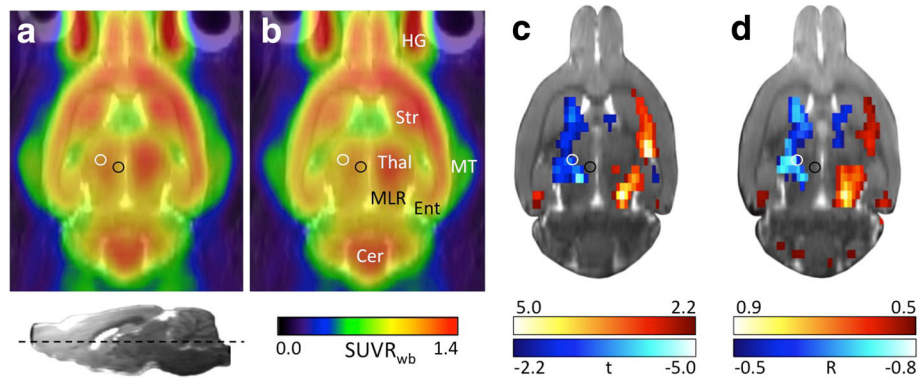 a
b
c
d
HG
Str
Thal
MT
MLR
Ent
Cer
0.0 SUVRwb 1.4
5.0 2.2
-2.2 t -5.0
0.9 0.5
-0.5 R -0.8